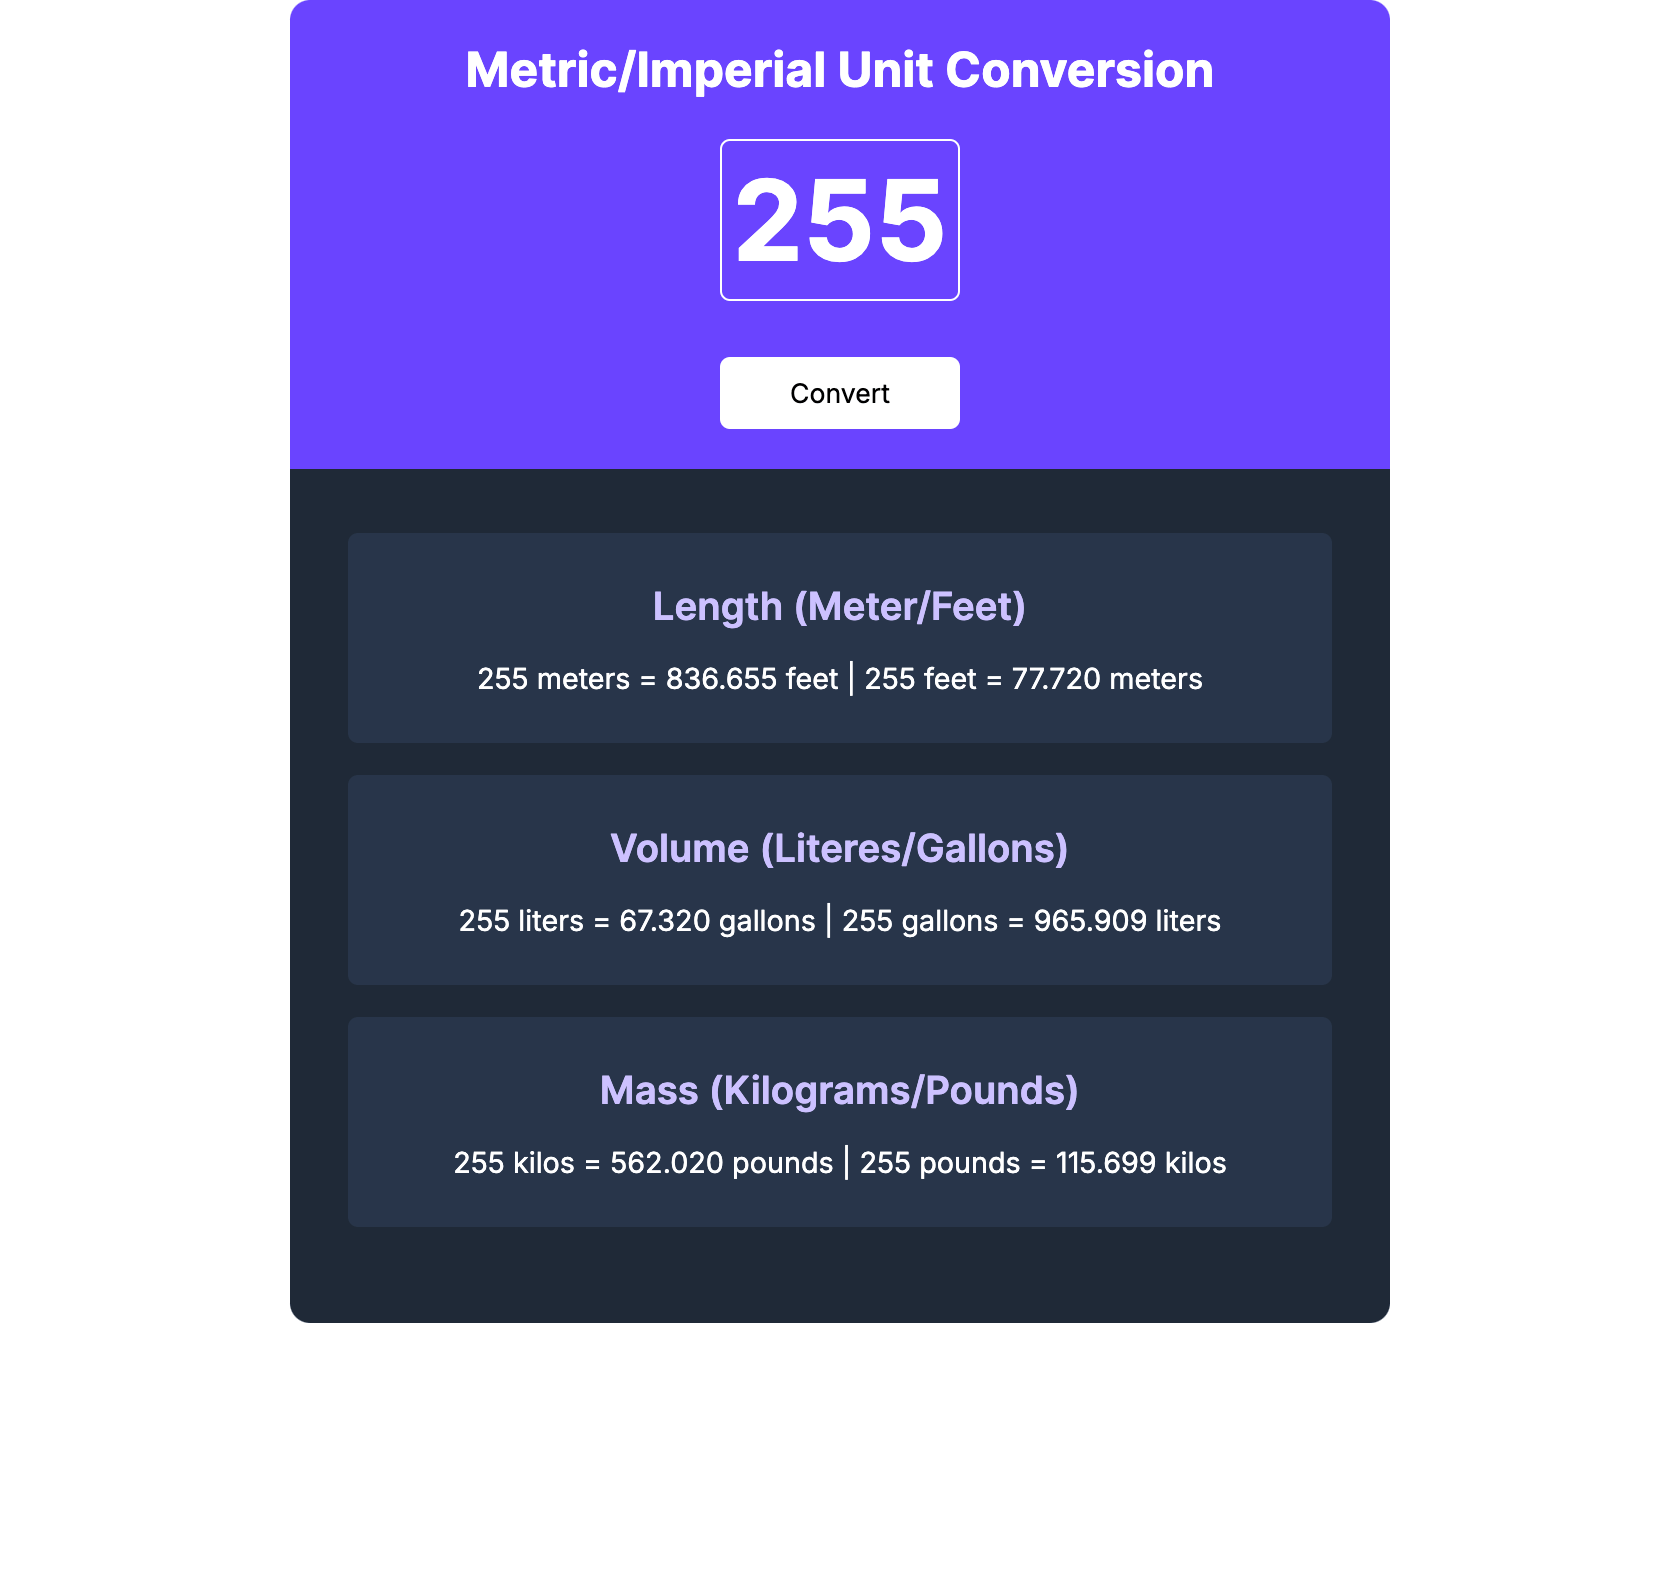 Metric/Imperial Unit Conversion
255
Convert
Length (Meter/Feet)
255 meters = 836.655 feet | 255 feet = 77.720 meters
Volume (Literes/Gallons)
255 liters = 67.320 gallons | 255 gallons = 965.909 liters
Mass (Kilograms/Pounds)
255 kilos = 562.020 pounds | 255 pounds = 115.699 kilos